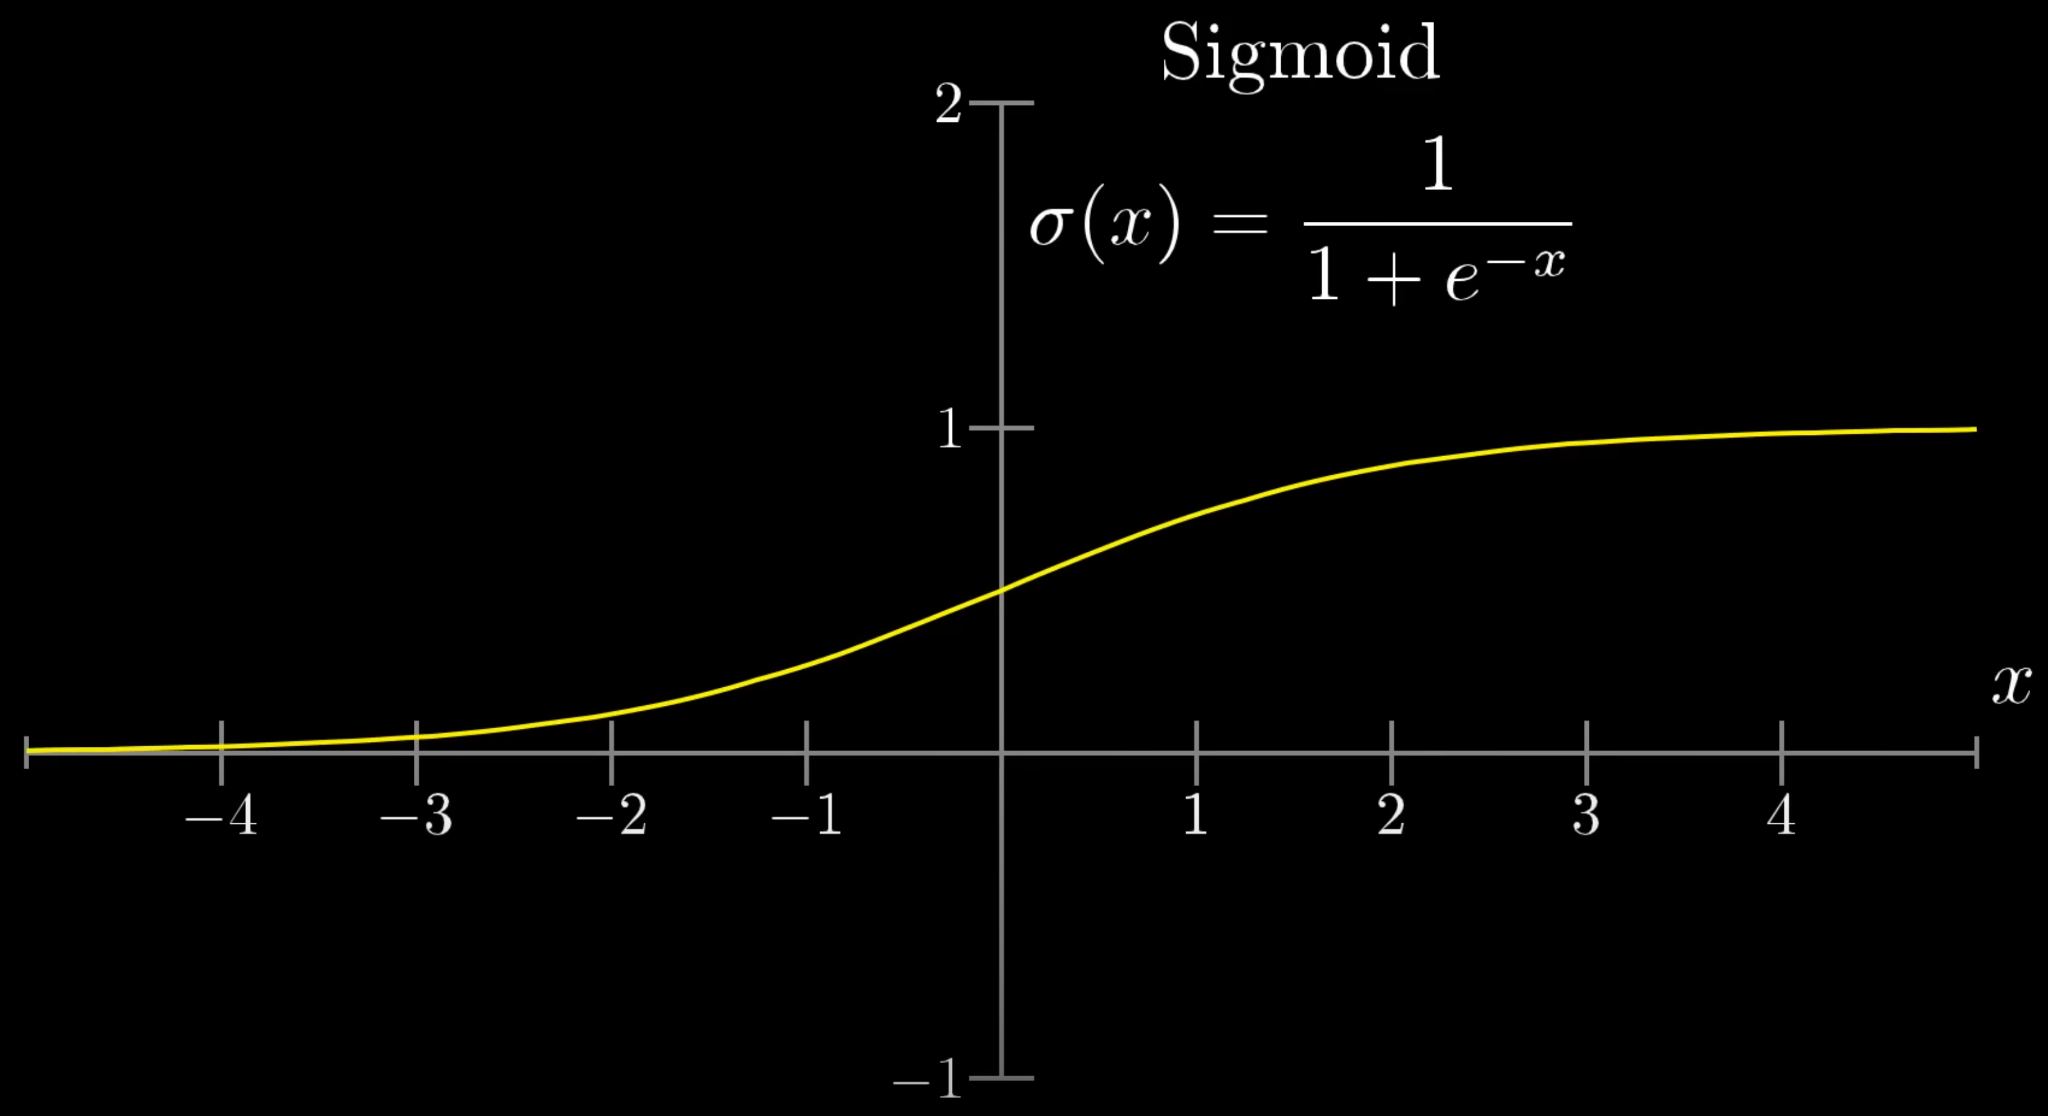 Sigmoid
2
σ(x) = 1 / (1 + e^{-x})
1
x
−4 −3 −2 −1 1 2 3 4
−1